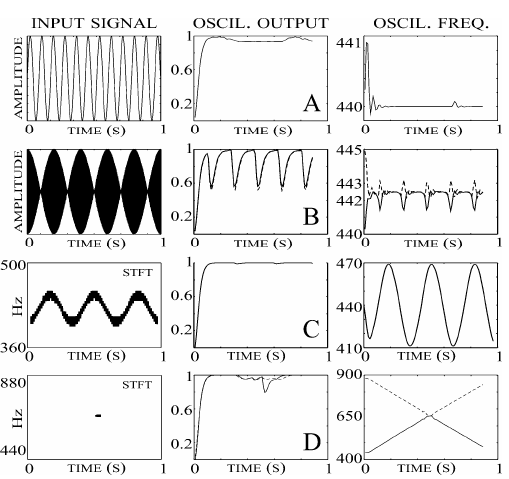 INPUT SIGNAL OSCIL. OUTPUT OSCIL. FREQ.
AMPLITUDE
0 TIME (S) 1
1
0.6
0.2
A
0 TIME (S) 1
441
440
0 TIME (S) 1
AMPLITUDE
0 TIME (S) 1
1
0.6
0.2
B
0 TIME (S) 1
445
443
442
440
0 TIME (S) 1
500
Hz
360
STFT
0 TIME (S) 1
1
0.6
0.2
C
0 TIME (S) 1
470
440
410
0 TIME (S) 1
880
Hz
440
STFT
0 TIME (S) 1
1
0.6
0.2
D
0 TIME (S) 1
900
650
400
0 TIME (S) 1